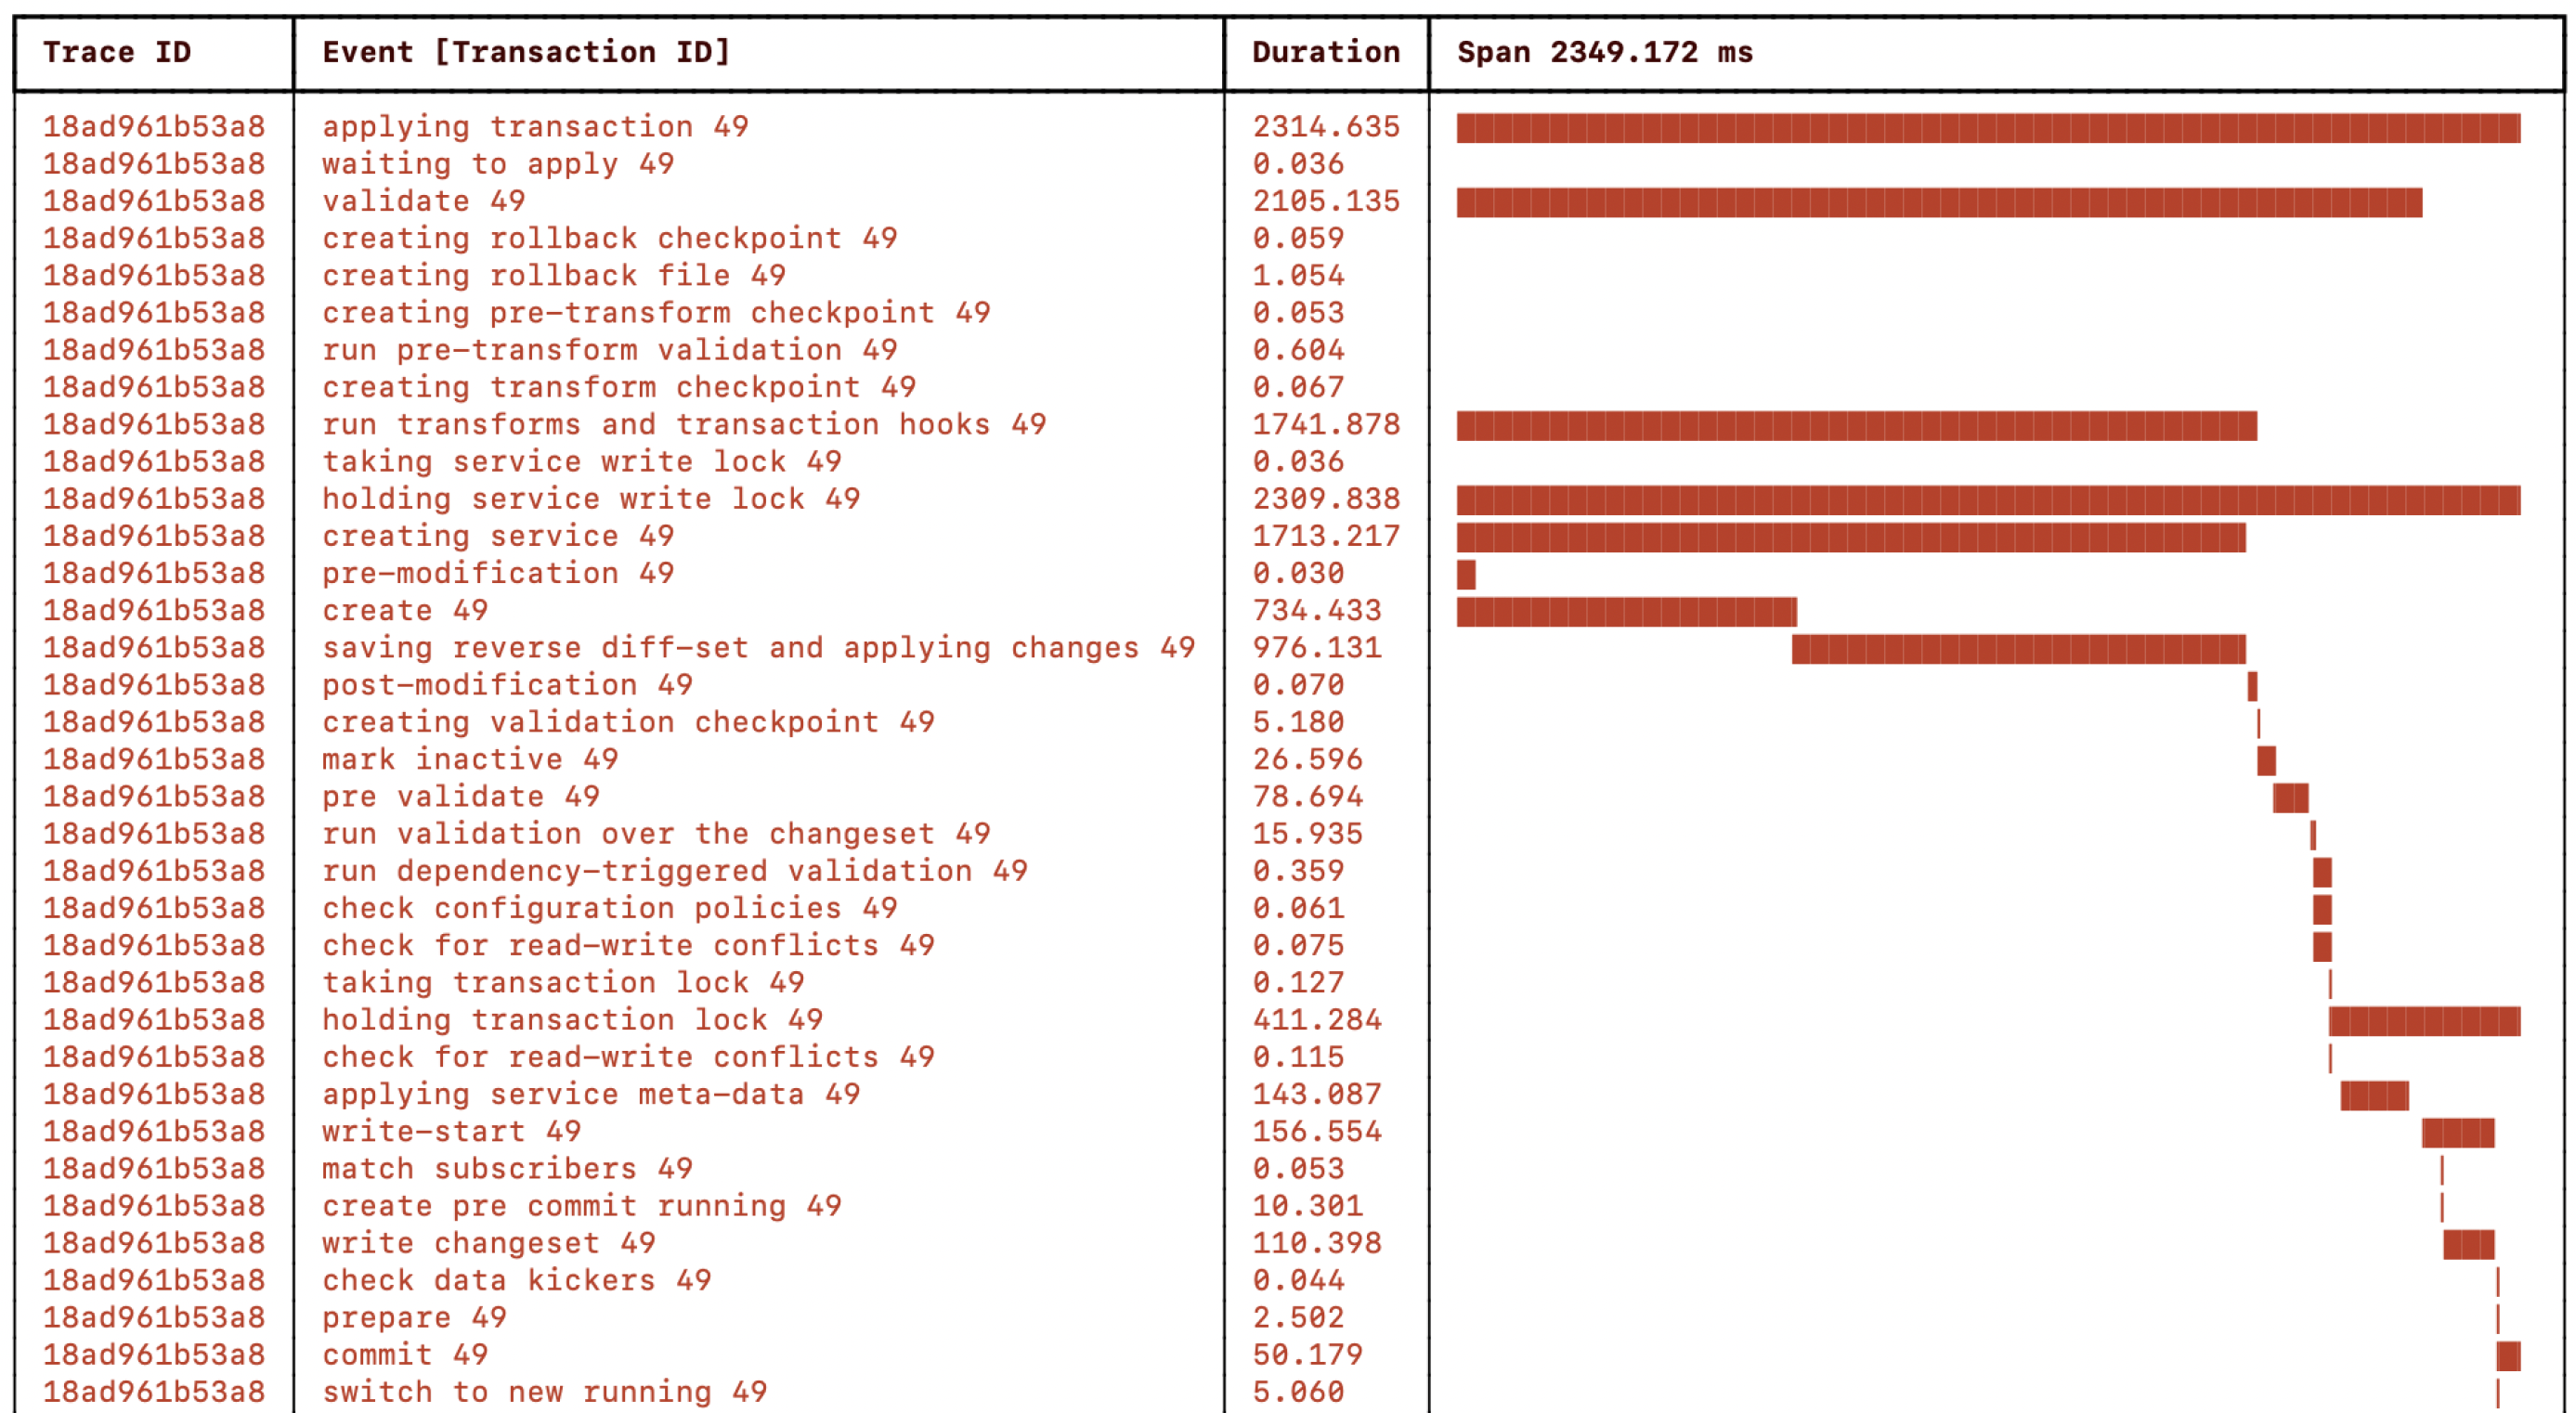 Trace ID Event [Transaction ID] Duration Span 2349.172 ms
18ad961b53a8 applying transaction 49 2314.635
18ad961b53a8 waiting to apply 49 0.036
18ad961b53a8 validate 49 2105.135
18ad961b53a8 creating rollback checkpoint 49 0.059
18ad961b53a8 creating rollback file 49 1.054
18ad961b53a8 creating pre-transform checkpoint 49 0.053
18ad961b53a8 run pre-transform validation 49 0.604
18ad961b53a8 creating transform checkpoint 49 0.067
18ad961b53a8 run transforms and transaction hooks 49 1741.878
18ad961b53a8 taking service write lock 49 0.036
18ad961b53a8 holding service write lock 49 2309.838
18ad961b53a8 creating service 49 1713.217
18ad961b53a8 pre-modification 49 0.030
18ad961b53a8 create 49 734.433
18ad961b53a8 saving reverse diff-set and applying changes 49 976.131
18ad961b53a8 post-modification 49 0.070
18ad961b53a8 creating validation checkpoint 49 5.180
18ad961b53a8 mark inactive 49 26.596
18ad961b53a8 pre validate 49 78.694
18ad961b53a8 run validation over the changeset 49 15.935
18ad961b53a8 run dependency-triggered validation 49 0.359
18ad961b53a8 check configuration policies 49 0.061
18ad961b53a8 check for read-write conflicts 49 0.075
18ad961b53a8 taking transaction lock 49 0.127
18ad961b53a8 holding transaction lock 49 411.284
18ad961b53a8 check for read-write conflicts 49 0.115
18ad961b53a8 applying service meta-data 49 143.087
18ad961b53a8 write-start 49 156.554
18ad961b53a8 match subscribers 49 0.053
18ad961b53a8 create pre commit running 49 10.301
18ad961b53a8 write changeset 49 110.398
18ad961b53a8 check data kickers 49 0.044
18ad961b53a8 prepare 49 2.502
18ad961b53a8 commit 49 50.179
18ad961b53a8 switch to new running 49 5.060